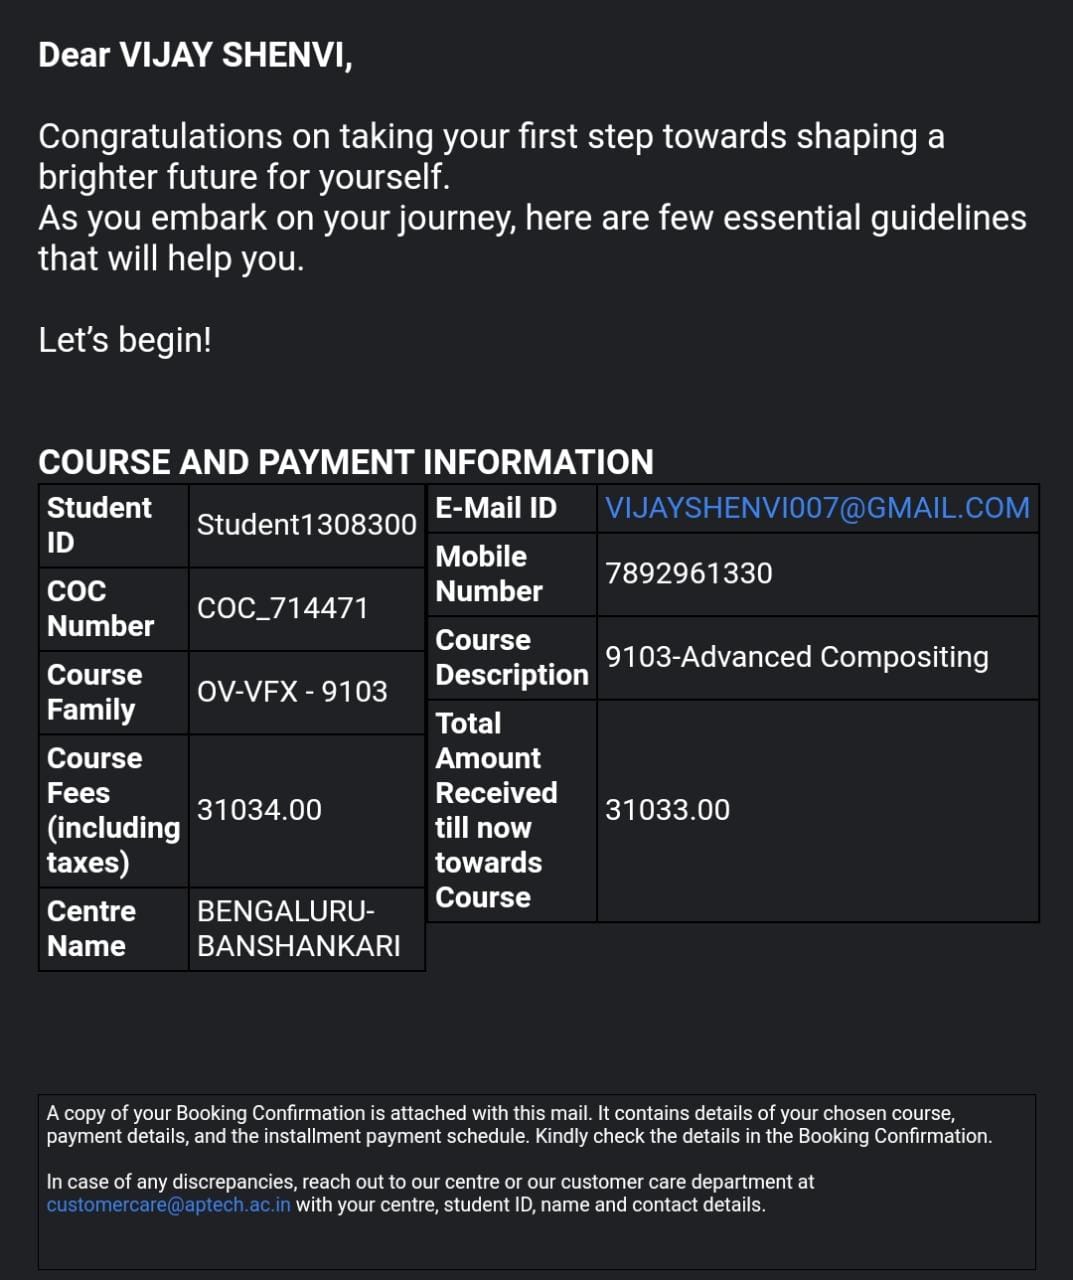 Dear VIJAY SHENVI,
Congratulations on taking your first step towards shaping a
brighter future for yourself.
As you embark on your journey, here are few essential guidelines
that will help you.
Let’s begin!
COURSE AND PAYMENT INFORMATION
Student
ID
Student1308300
COC
Number
COC_714471
Course
Family
OV-VFX - 9103
Course
Fees
(including
taxes)
31034.00
Centre
Name
BENGALURU-
BANSHANKARI
E-Mail ID
VIJAYSHENVI007@GMAIL.COM
Mobile
Number
7892961330
Course
Description
9103-Advanced Compositing
Total
Amount
Received
till now
towards
Course
31033.00
A copy of your Booking Confirmation is attached with this mail. It contains details of your chosen course,
payment details, and the installment payment schedule. Kindly check the details in the Booking Confirmation.
In case of any discrepancies, reach out to our centre or our customer care department at
customercare@aptech.ac.in with your centre, student ID, name and contact details.